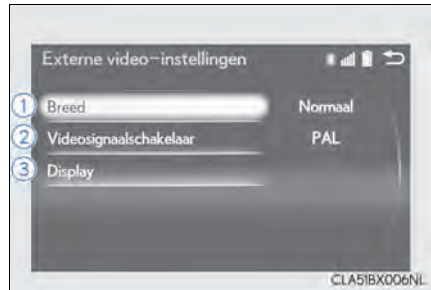 Externe video-instellingen
1 Breed Normaal
2 Videosignaalschakelaar PAL
3 Display
CLA51BX006NL